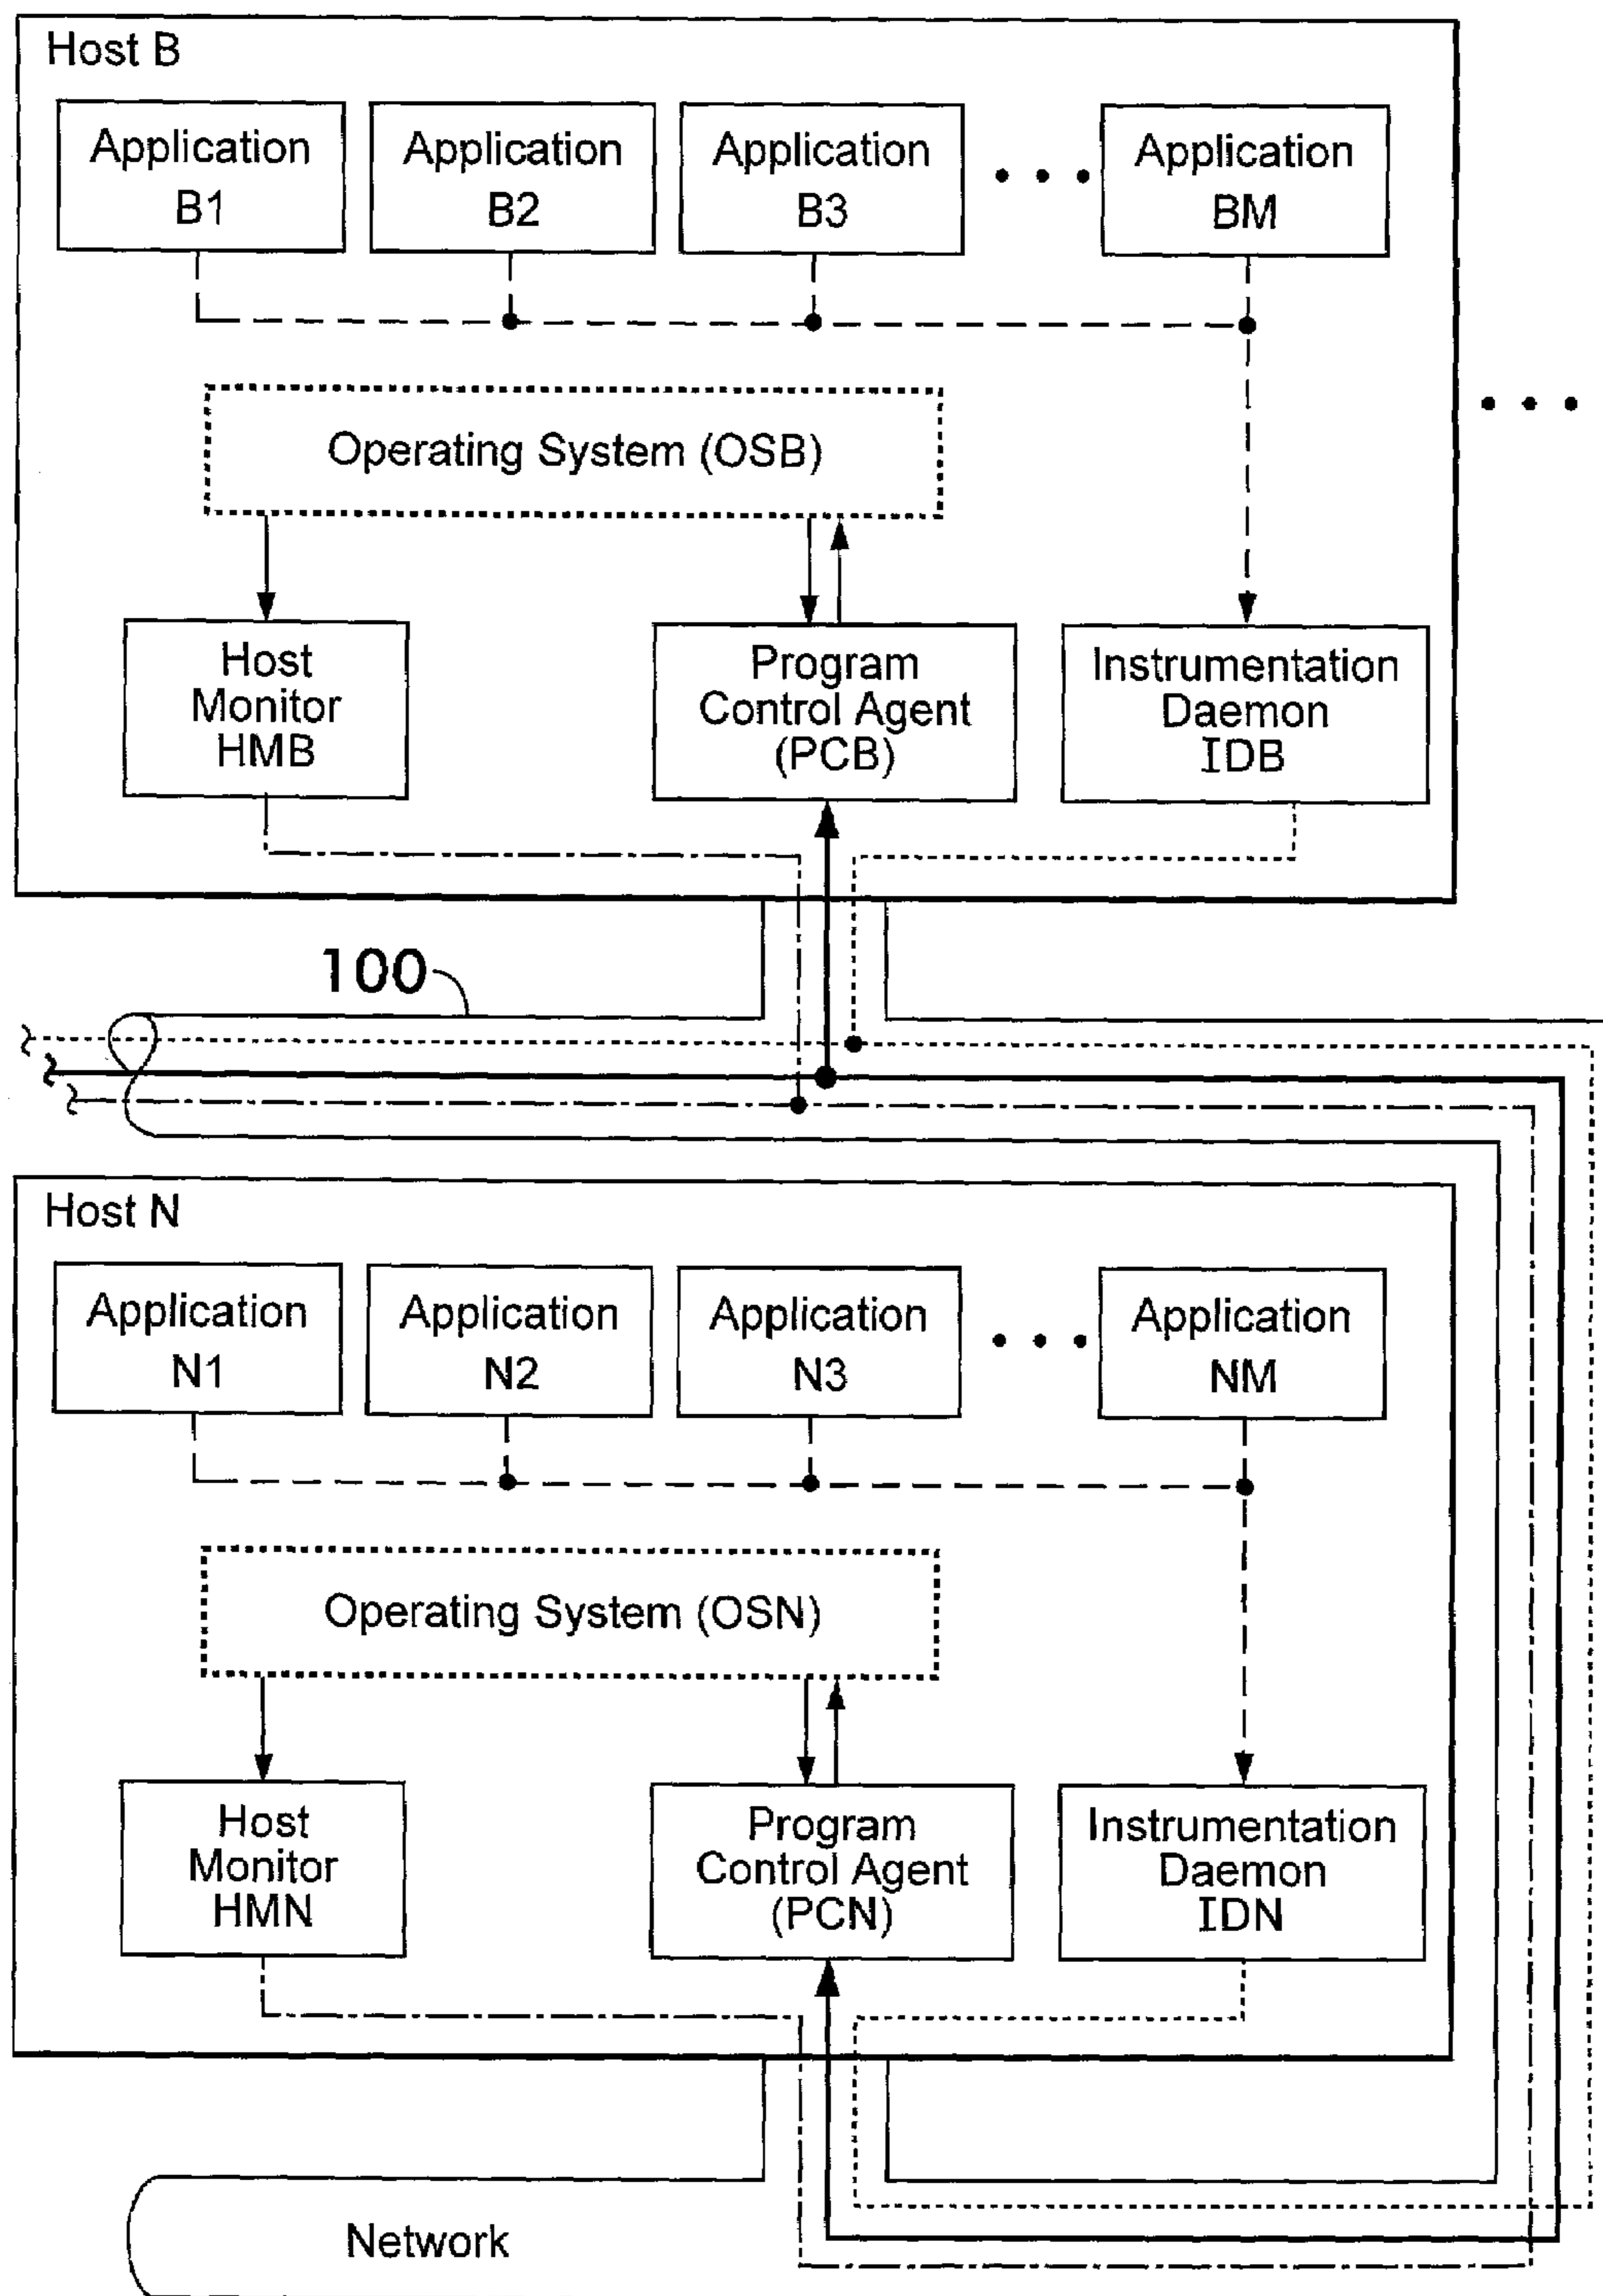 Host B
Application
B1
Application
B2
Application
B3
Application
BM
Operating System (OSB)
Host
Monitor
HMB
Program
Control Agent
(PCB)
Instrumentation
Daemon
IDB
100
Host N
Application
N1
Application
N2
Application
N3
Application
NM
Operating System (OSN)
Host
Monitor
HMN
Program
Control Agent
(PCN)
Instrumentation
Daemon
IDN
Network